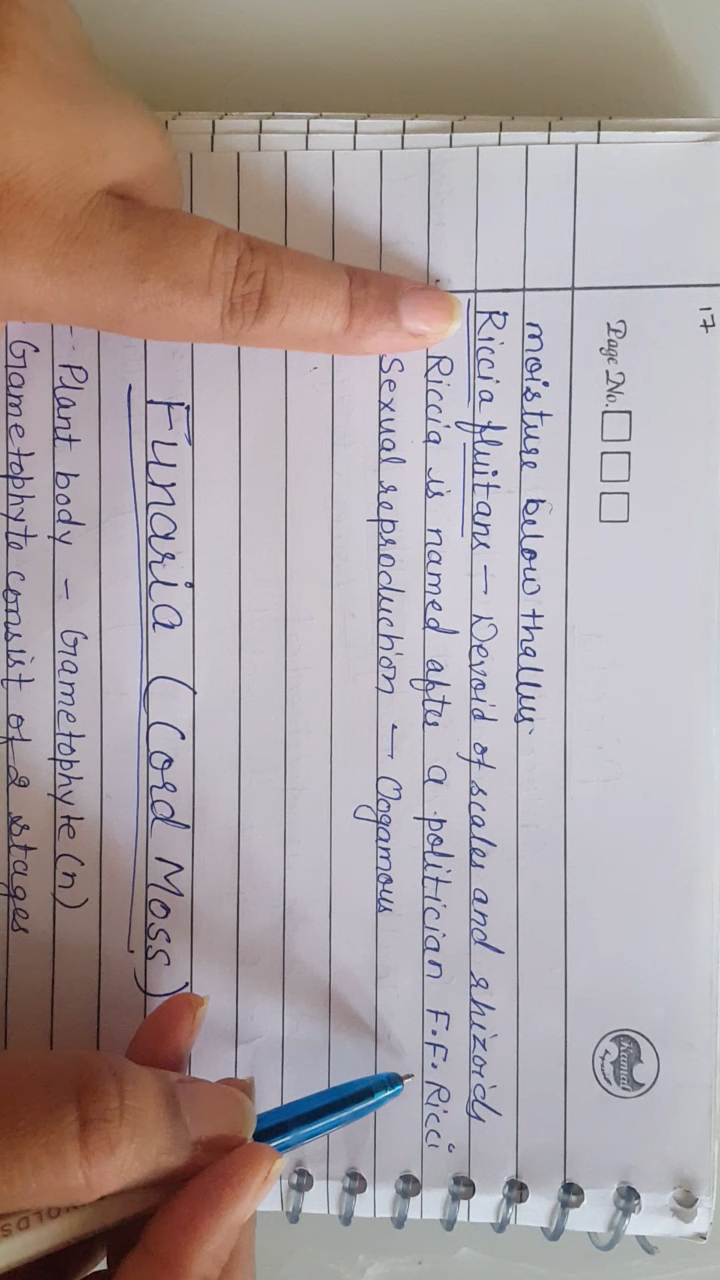 17
Page No.
Kamal
moisture below thallus.
Riccia fluitans – Devoid of scales and rhizoids
Riccia is named after a politician F.F. Ricci
Sexual reproduction – Oogamous
Funaria (Cord Moss)
- Plant body – Gametophyte (n)
Gametophyte consist of 2 stages